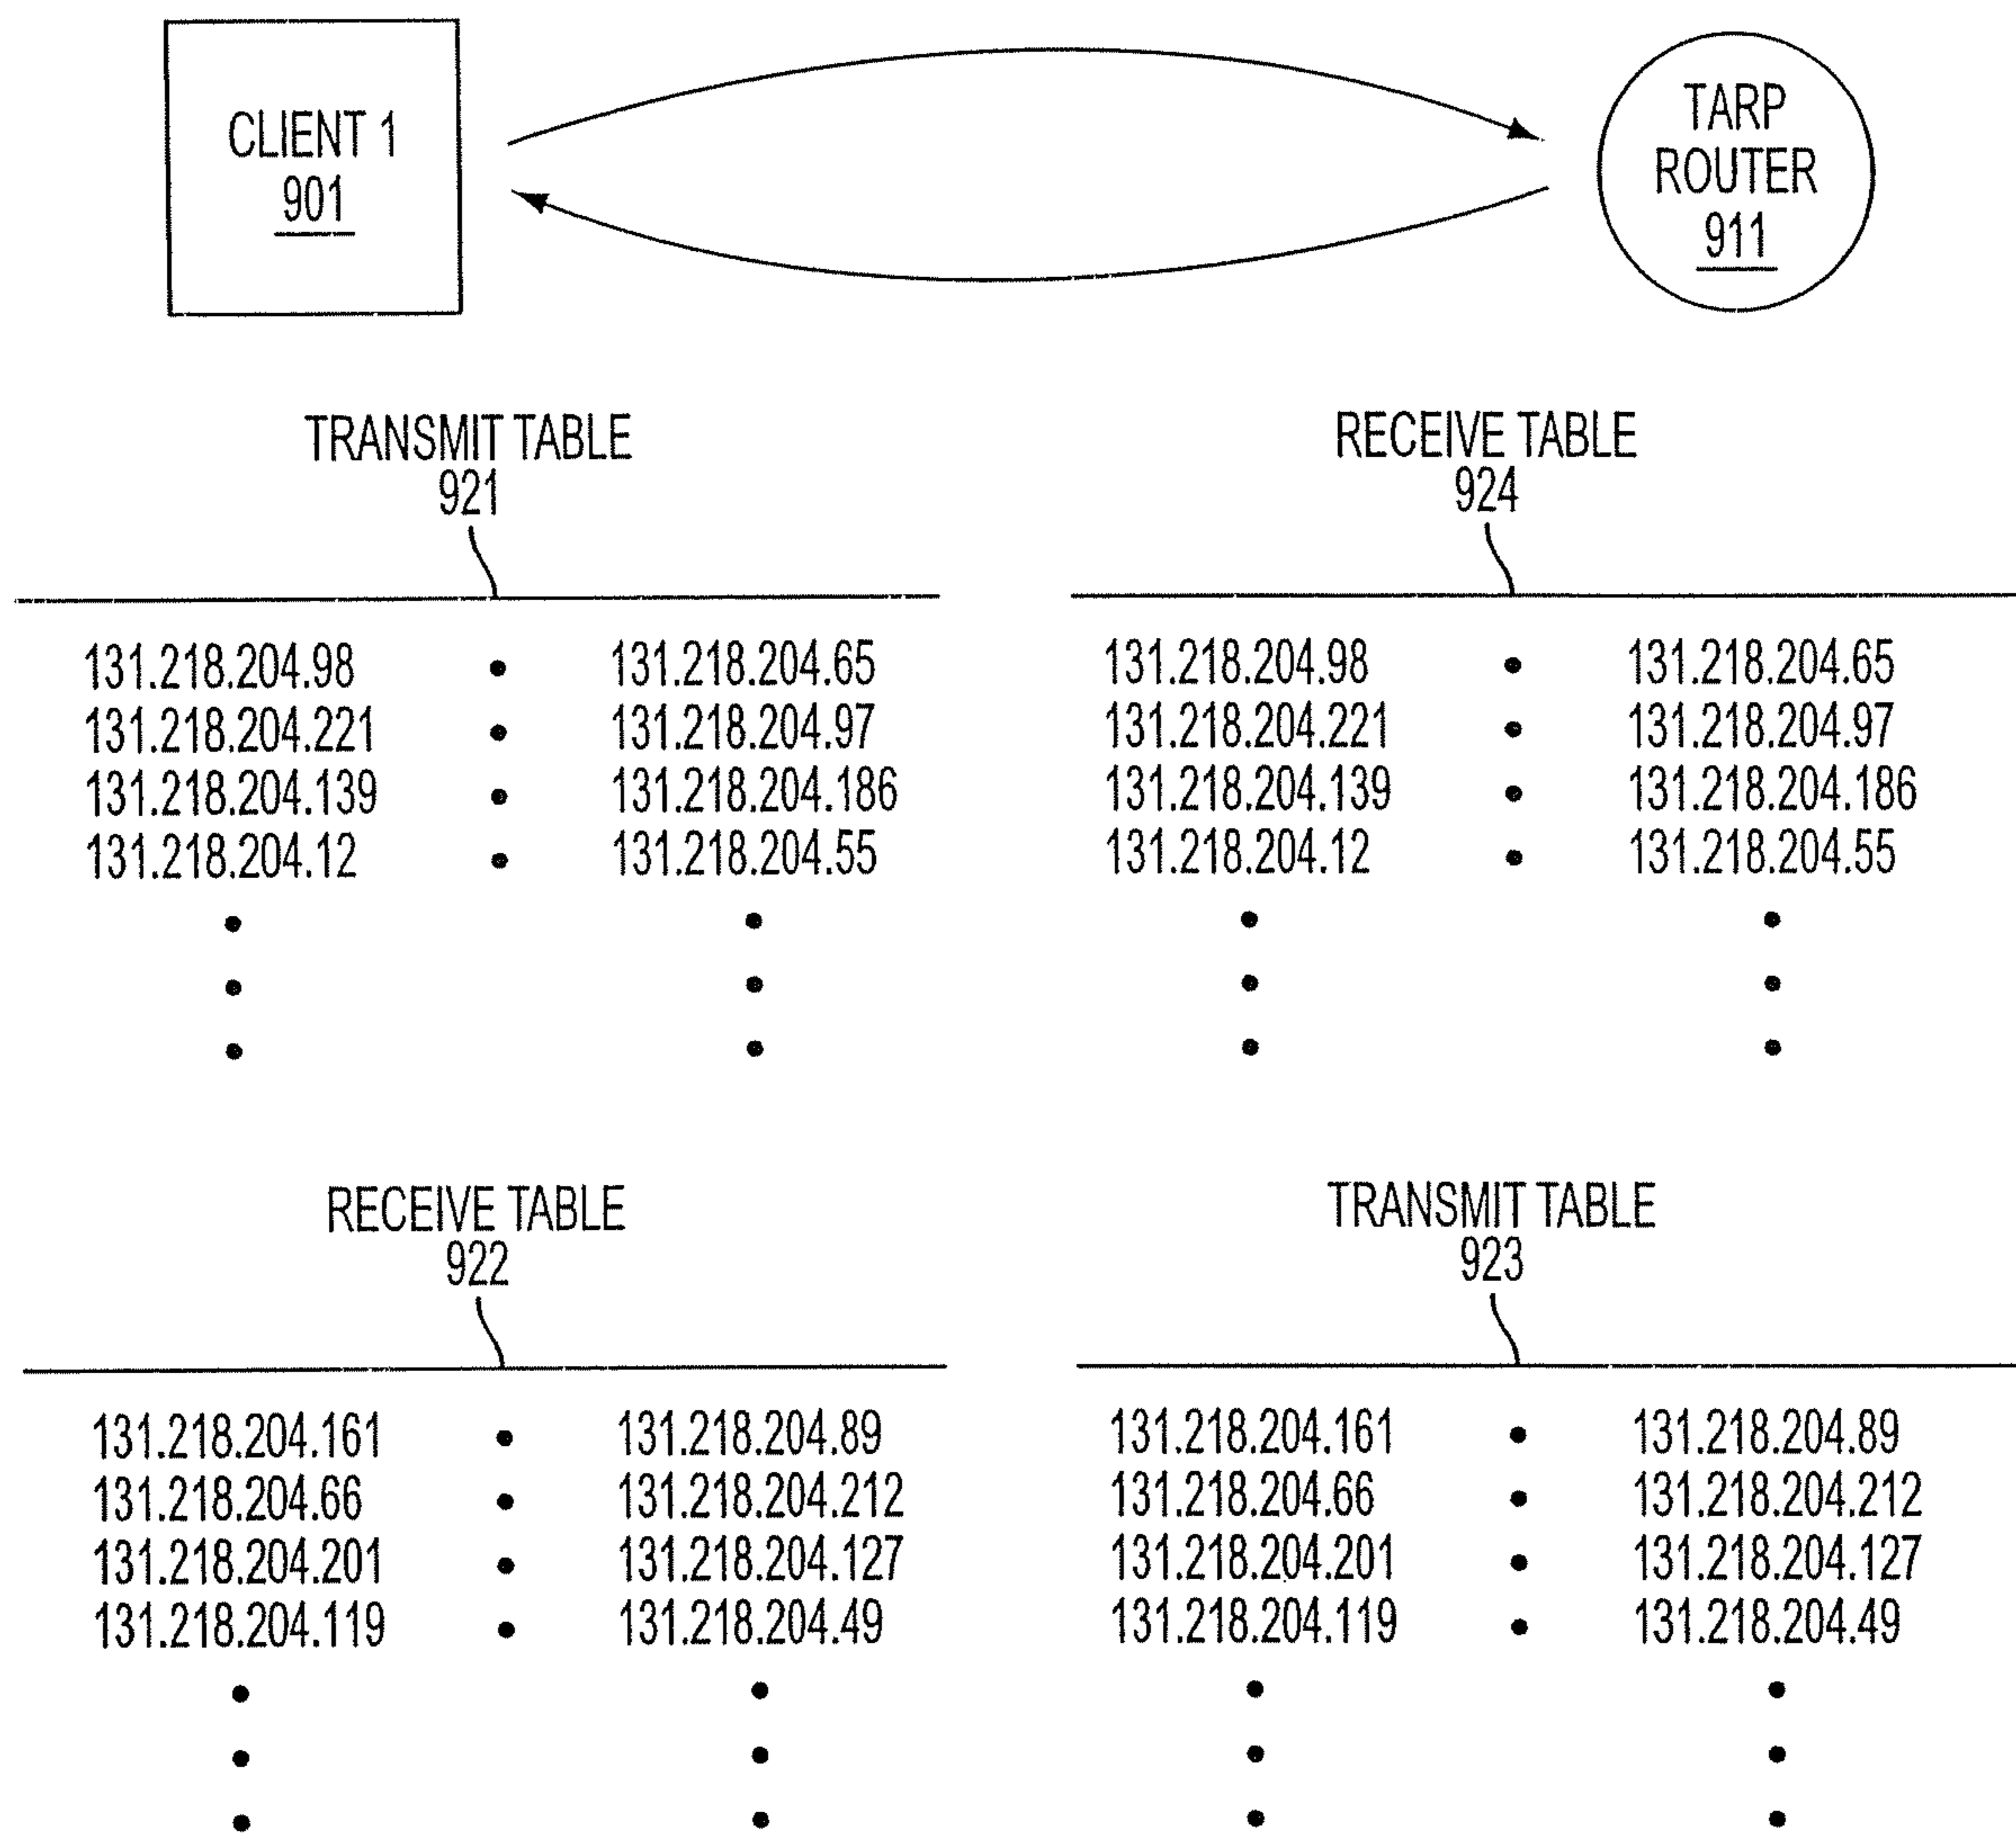 CLIENT 1
901
TARP
ROUTER
911
TRANSMIT TABLE
921
131.218.204.98 • 131.218.204.65
131.218.204.221 • 131.218.204.97
131.218.204.139 • 131.218.204.186
131.218.204.12 • 131.218.204.55
RECEIVE TABLE
924
131.218.204.98 • 131.218.204.65
131.218.204.221 • 131.218.204.97
131.218.204.139 • 131.218.204.186
131.218.204.12 • 131.218.204.55
RECEIVE TABLE
922
131.218.204.161 • 131.218.204.89
131.218.204.66 • 131.218.204.212
131.218.204.201 • 131.218.204.127
131.218.204.119 • 131.218.204.49
TRANSMIT TABLE
923
131.218.204.161 • 131.218.204.89
131.218.204.66 • 131.218.204.212
131.218.204.201 • 131.218.204.127
131.218.204.119 • 131.218.204.49